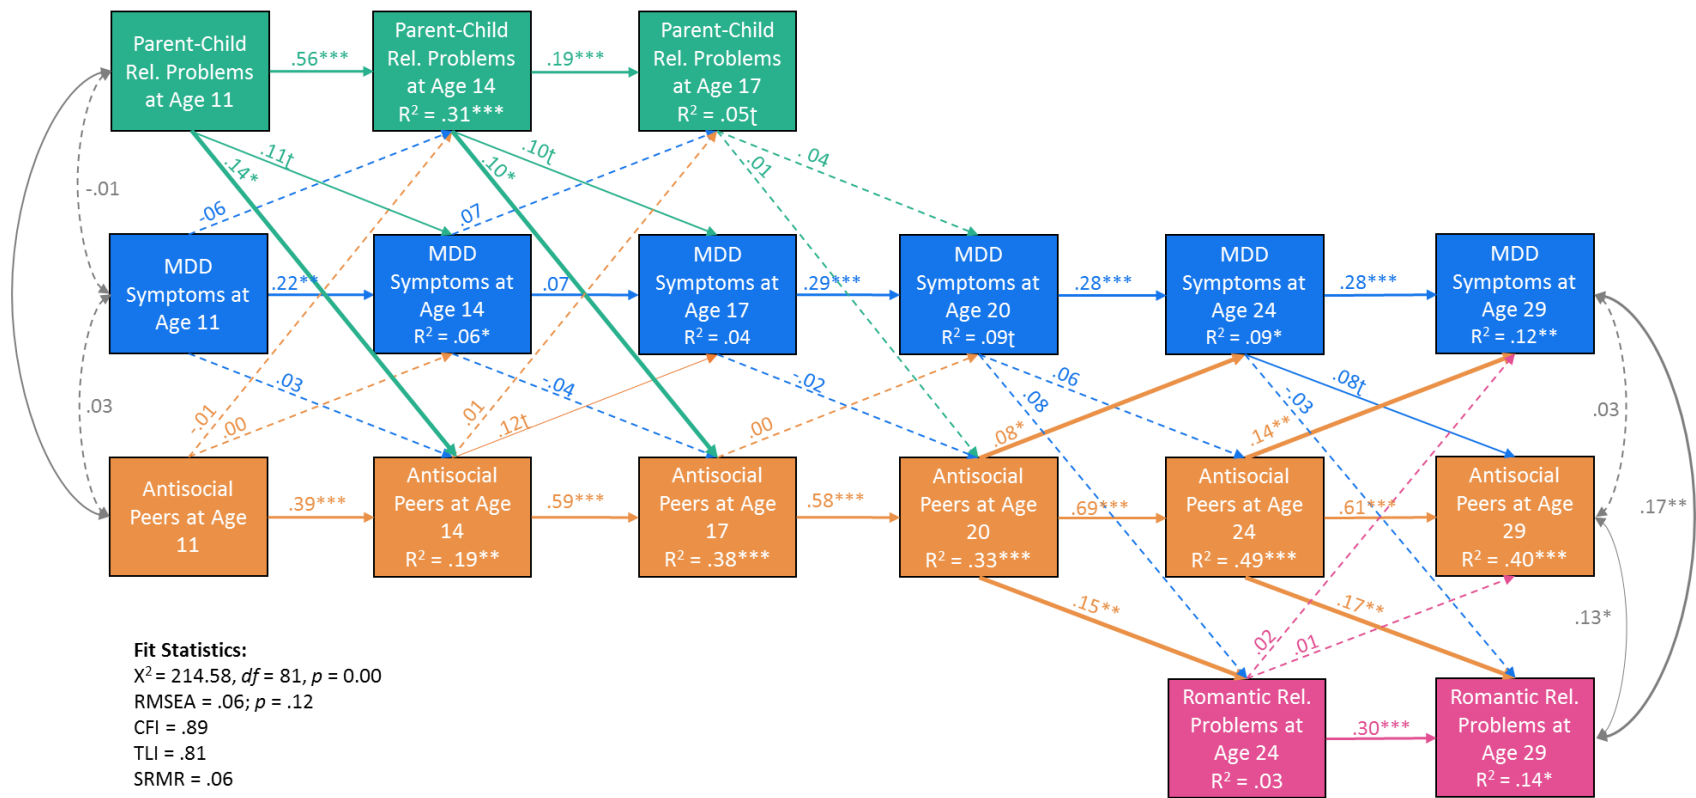 Parent-Child
Rel. Problems
at Age 11
.56***
Parent-Child
Rel. Problems
at Age 14
R² = .31***
.19***
Parent-Child
Rel. Problems
at Age 17
R² = .05t
.11t
.14*
.10t
.10*
.01
.04
-.01
-.06
.07
MDD
Symptoms at
Age 11
.22**
MDD
Symptoms at
Age 14
R² = .06*
.07
MDD
Symptoms at
Age 17
R² = .04
.29***
MDD
Symptoms at
Age 20
R² = .09t
.28***
MDD
Symptoms at
Age 24
R² = .09*
.28***
MDD
Symptoms at
Age 29
R² = .12**
.03
.03
-.01
.00
-.04
.01
.12t
-.02
.00
.08
.06
.08*
.14**
-.03
.08t
.03
.17**
Antisocial
Peers at Age
11
.39***
Antisocial
Peers at Age
14
R² = .19**
.59***
Antisocial
Peers at Age
17
R² = .38***
.58***
Antisocial
Peers at Age
20
R² = .33***
.69***
Antisocial
Peers at Age
24
R² = .49***
.61***
Antisocial
Peers at Age
29
R² = .40***
.15**
.17**
.13*
.02
.01
Romantic Rel.
Problems at
Age 24
R² = .03
.30***
Romantic Rel.
Problems at
Age 29
R² = .14*
Fit Statistics:
X² = 214.58, df = 81, p = 0.00
RMSEA = .06; p = .12
CFI = .89
TLI = .81
SRMR = .06